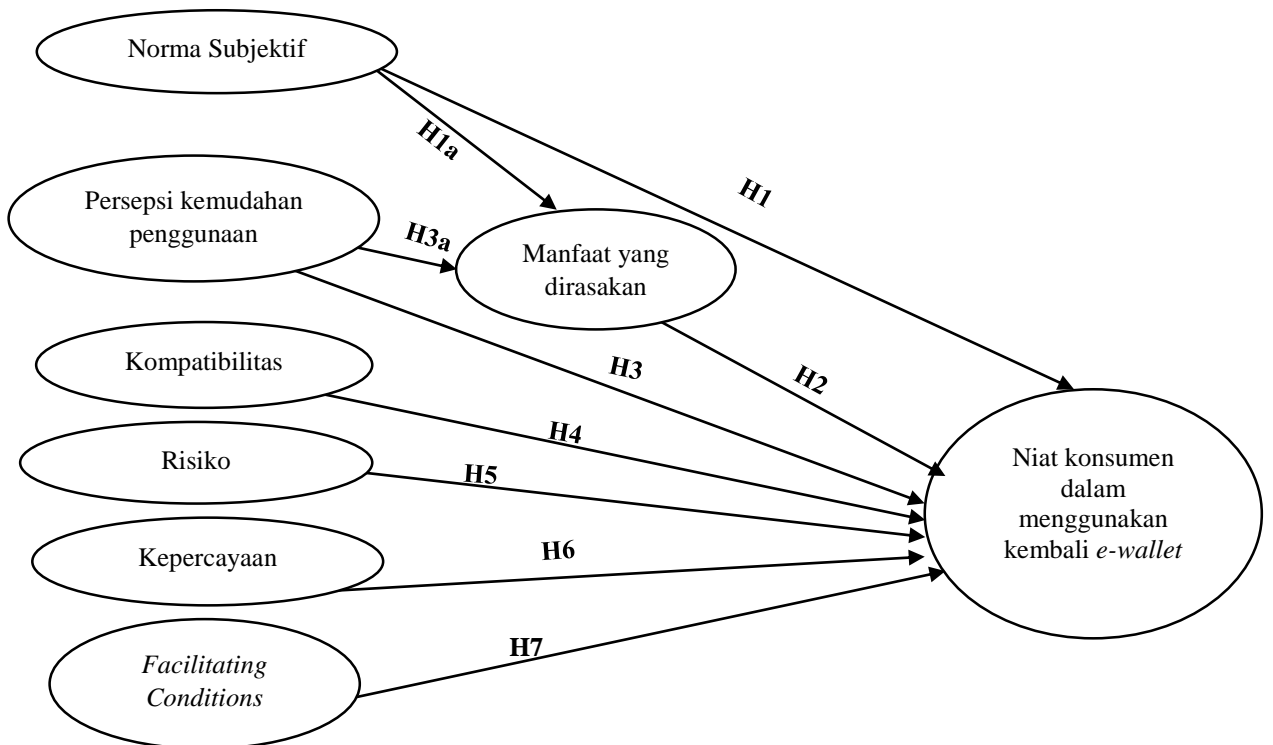 Norma Subjektif
H1a
H1
Persepsi kemudahan
penggunaan
H3a
Manfaat yang
dirasakan
Kompatibilitas
H3
H2
H4
Risiko
H5
Niat konsumen
dalam
menggunakan
kembali e-wallet
Kepercayaan
H6
Facilitating
Conditions
H7